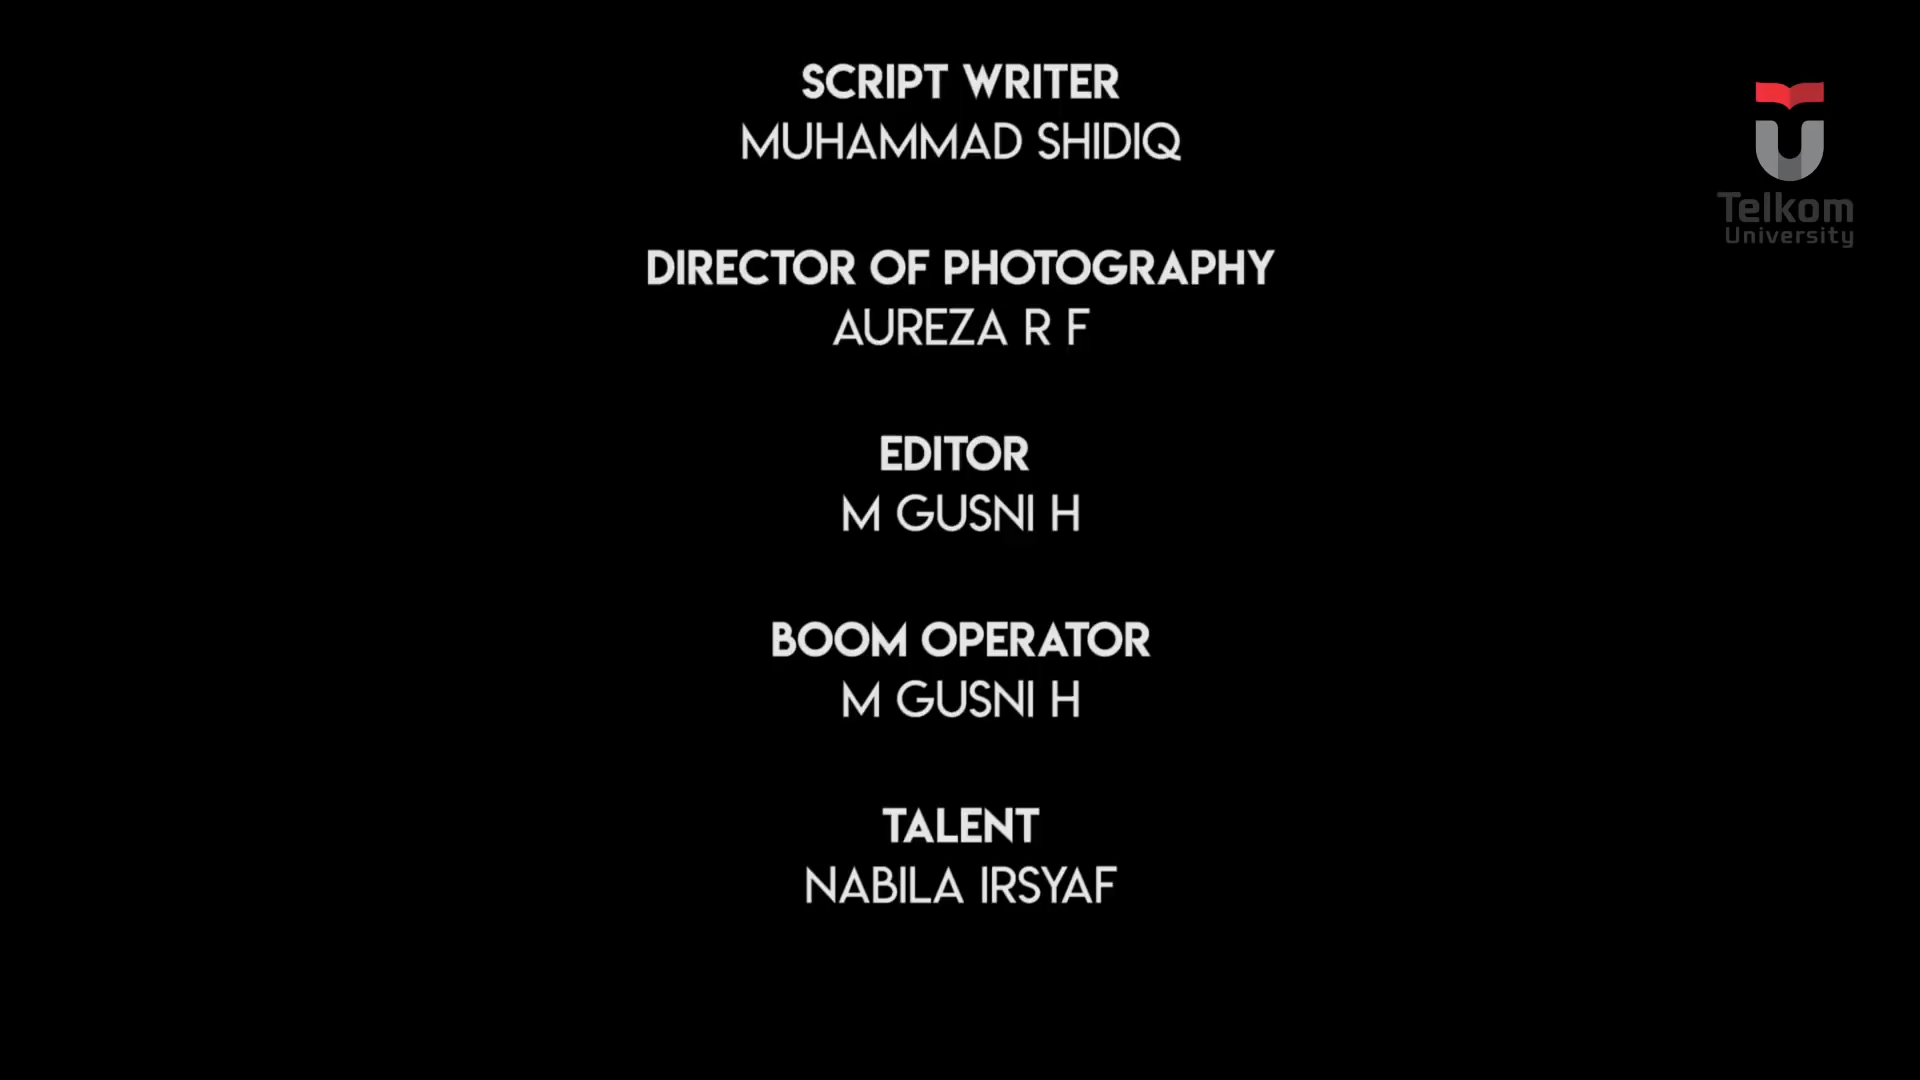 SCRIPT WRITER
MUHAMMAD SHIDIQ
DIRECTOR OF PHOTOGRAPHY
AUREZA R F
EDITOR
M GUSNI H
BOOM OPERATOR
M GUSNI H
TALENT
NABILA IRSYAF
Telkom
University